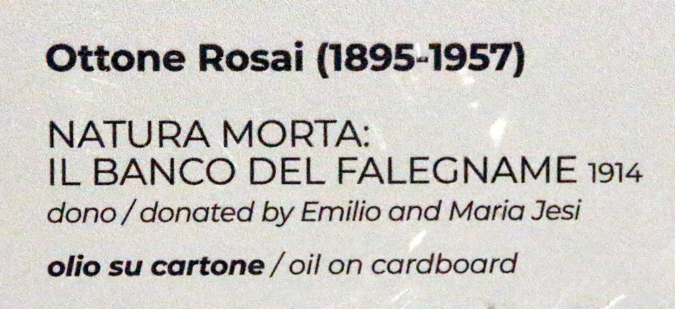 Ottone Rosai (1895-1957)
NATURA MORTA:
IL BANCO DEL FALEGNAME 1914
dono / donated by Emilio and Maria Jesi
olio su cartone / oil on cardboard